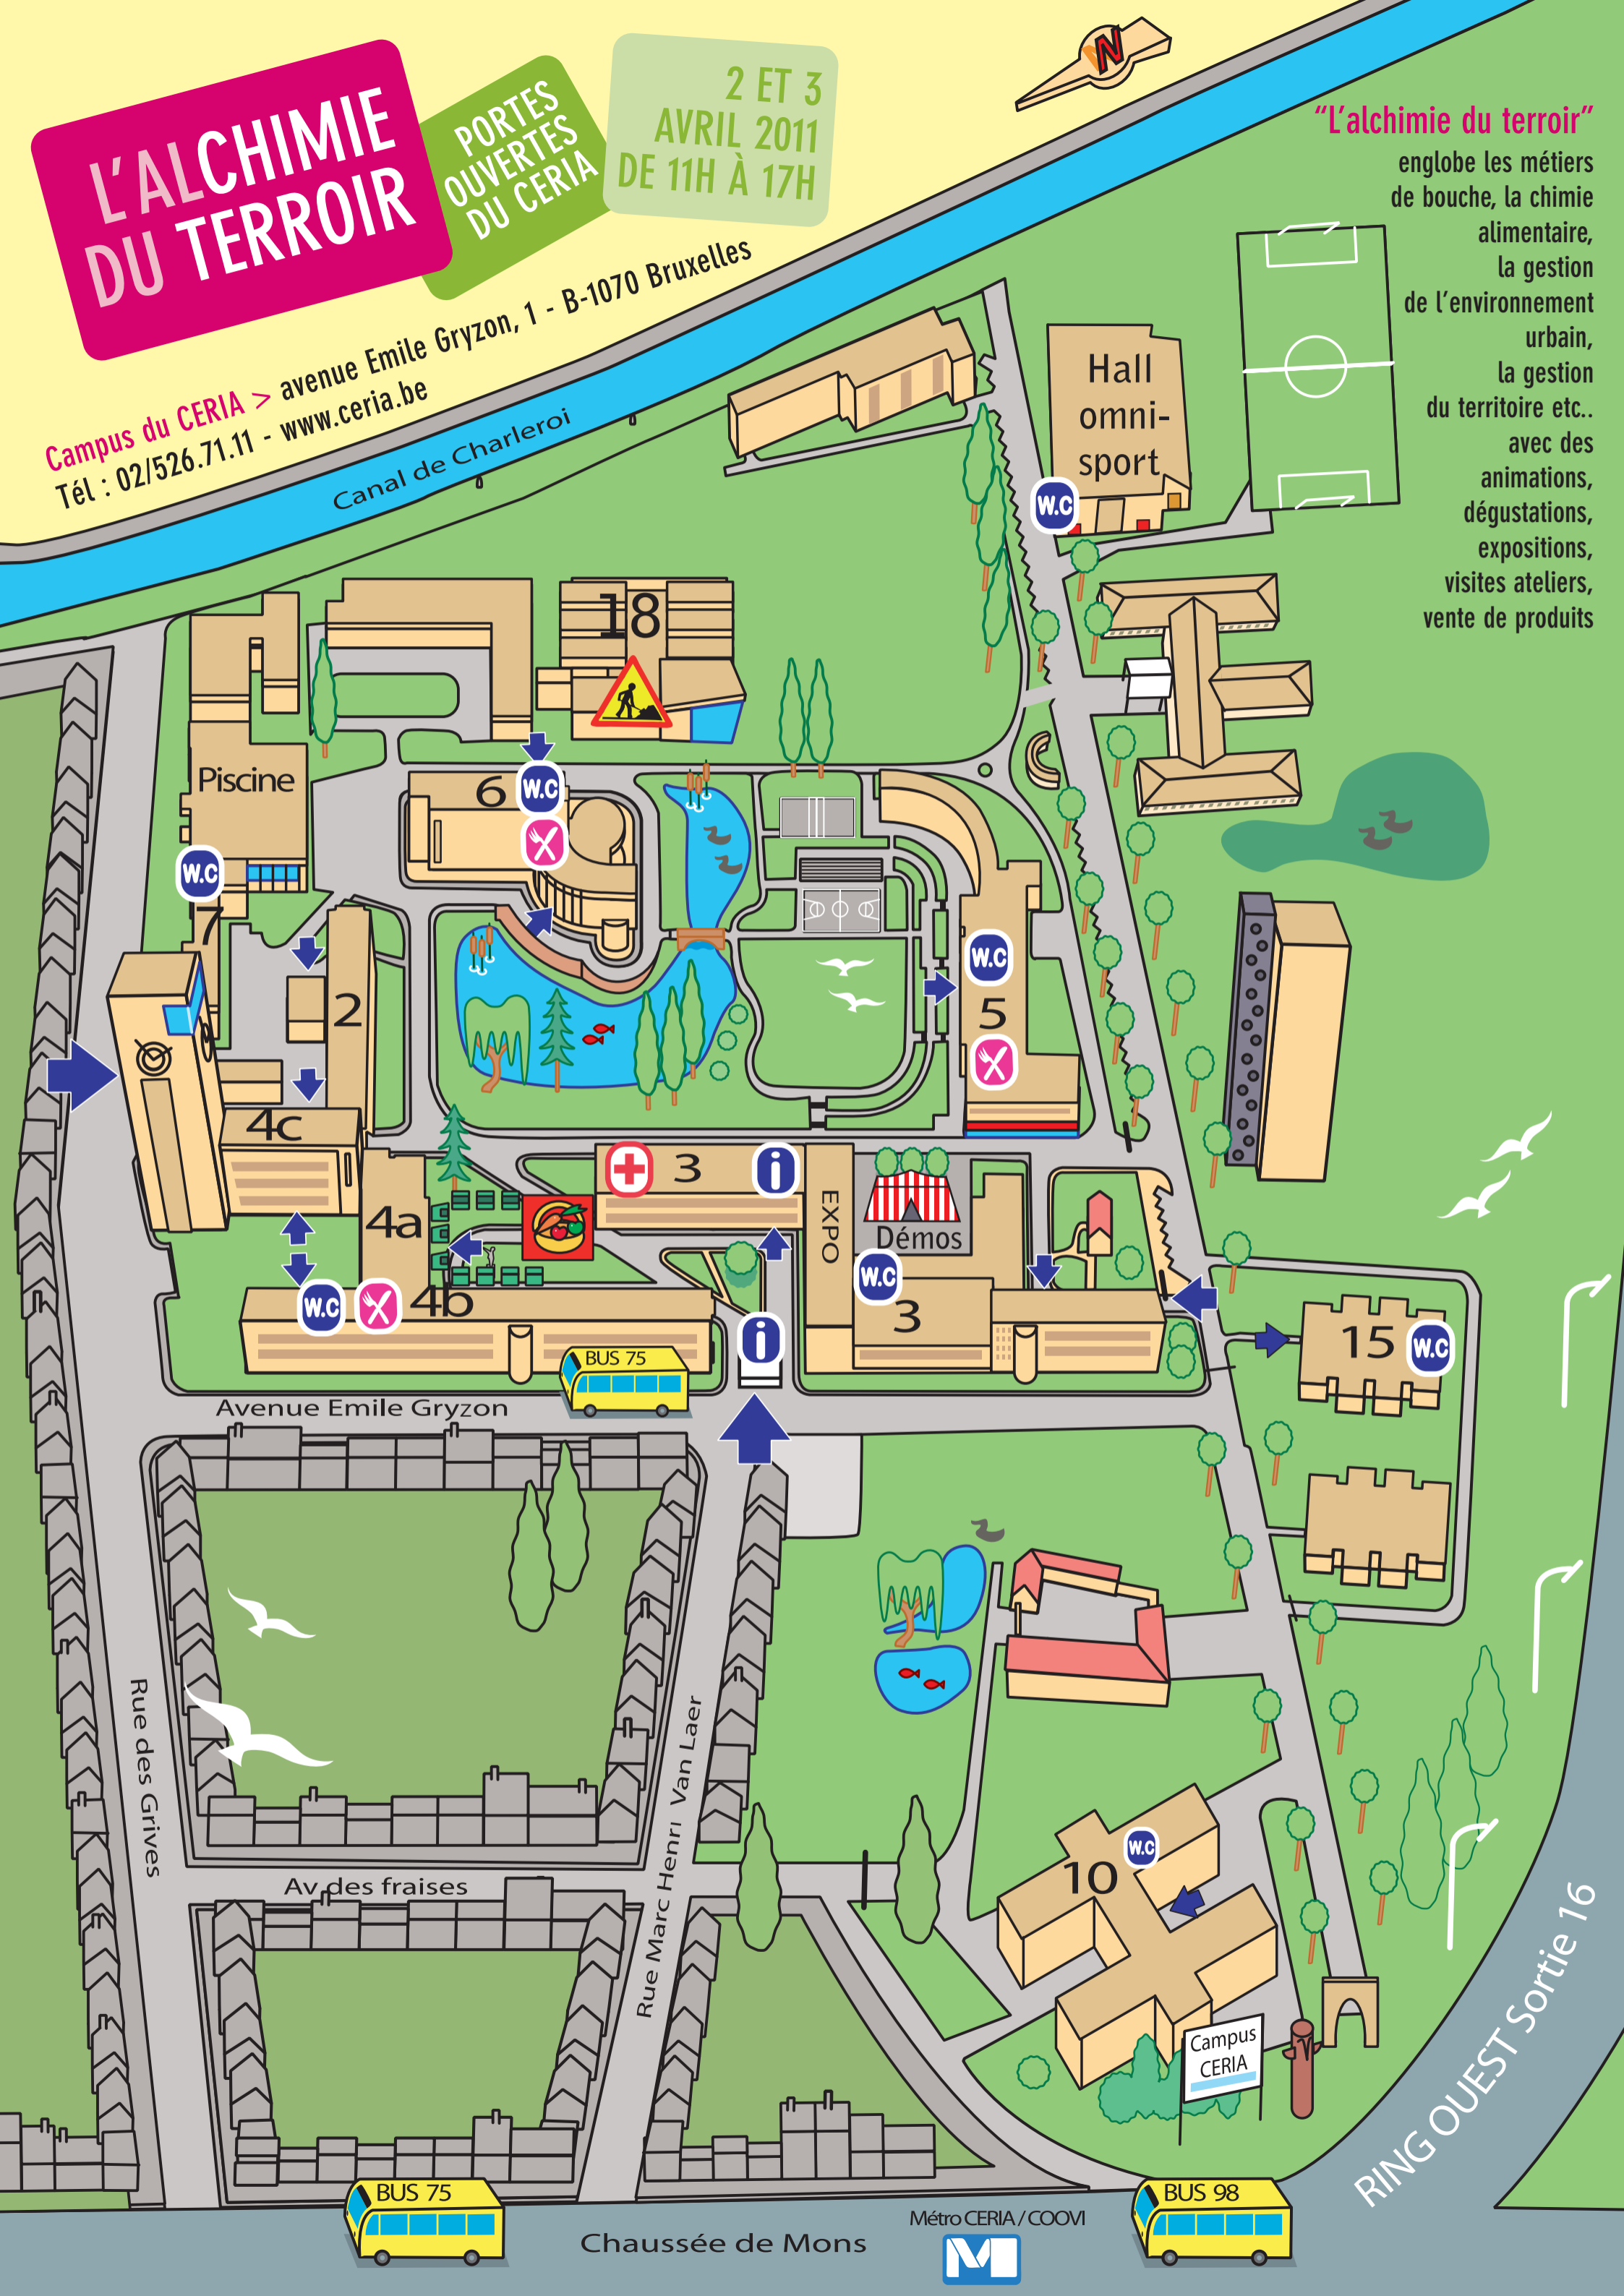 L'ALCHIMIE
DU TERROIR
PORTES
OUVERTES
DU CERIA
2 ET 3
AVRIL 2011
DE 11H À 17H
N
Campus du CERIA > avenue Emile Gryzon, 1 - B-1070 Bruxelles
Tél : 02/526.71.11 - www.ceria.be
“L'alchimie du terroir”
englobe les métiers
de bouche, la chimie
alimentaire,
la gestion
de l'environnement
urbain,
la gestion
du territoire etc..
avec des
animations,
dégustations,
expositions,
visites ateliers,
vente de produits
Canal de Charleroi
Hall
omni-
sport
W.C
18
Piscine
6
W.C
W.C
7
2
W.C
5
4c
3
i
EXPO
4a
Démos
W.C
3
W.C
4b
i
15
W.C
BUS 75
Avenue Emile Gryzon
Rue des Grives
Rue Marc Henri Van Laer
Av.des fraises
10
W.C
Campus
CERIA
RING OUEST Sortie 16
BUS 75
BUS 98
Métro CERIA / COOVI
M
Chaussée de Mons